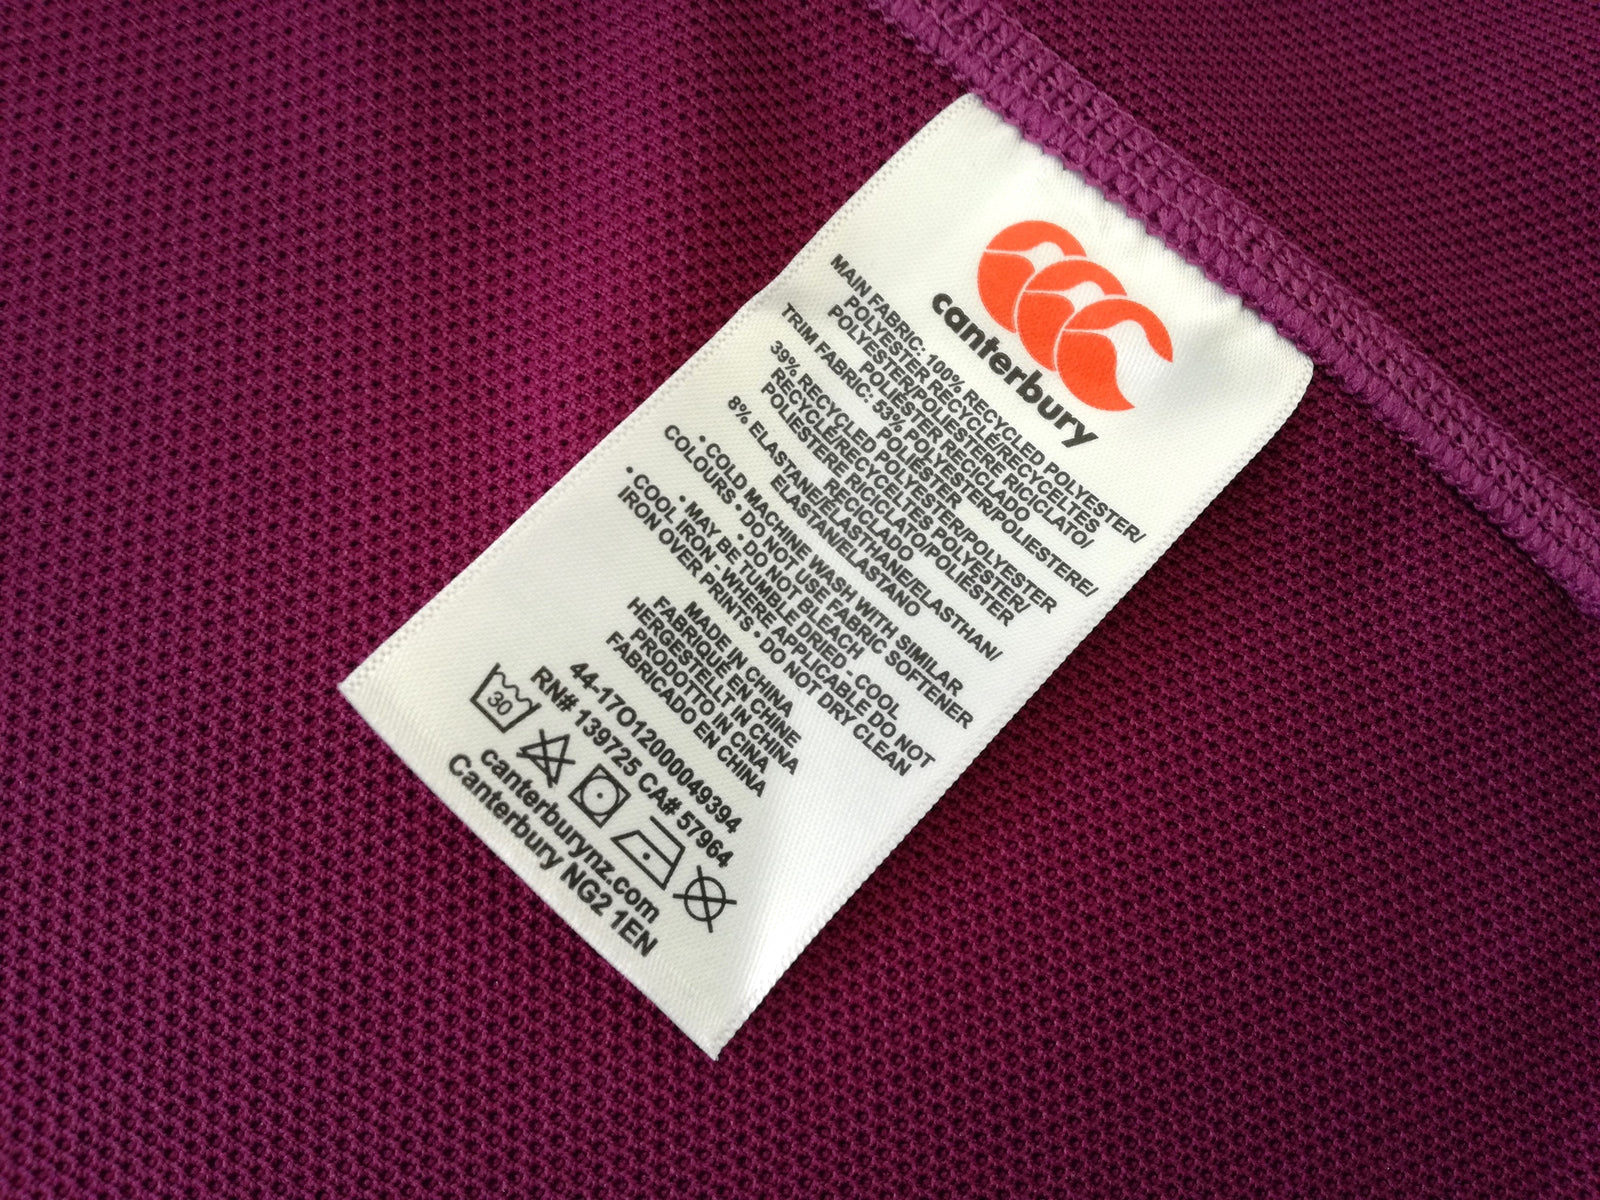 canterbury
MAIN FABRIC: 100% RECYCLED POLYESTER/
POLYESTER RECYCLÉ/RECYCELTES
POLYESTER/POLIESTERE RICICLATO/
POLIÉSTER RECICLADO
TRIM FABRIC: 53% POLYESTER/POLIESTERE/
POLIÉSTER
39% RECYCLED POLYESTER/POLYESTER
RECYCLÉ/RECYCELTES POLYESTER/
POLIESTERE RICICLATO/POLIÉSTER
RECICLADO
8% ELASTANE/ÉLASTHANE/ELASTHAN/
ELASTAN/ELASTANO
• COLD MACHINE WASH WITH SIMILAR
COLOURS • DO NOT USE FABRIC SOFTENER
• DO NOT BLEACH
• MAY BE TUMBLE DRIED - COOL
• COOL IRON - WHERE APPLICABLE DO NOT
IRON OVER PRINTS • DO NOT DRY CLEAN
MADE IN CHINA
FABRIQUÉ EN CHINE
HERGESTELLT IN CHINA
PRODOTTO IN CINA
FABRICADO EN CHINA
44-17O12000049394
RN# 139725 CA# 57964
30
canterburynz.com
Canterbury NG2 1EN